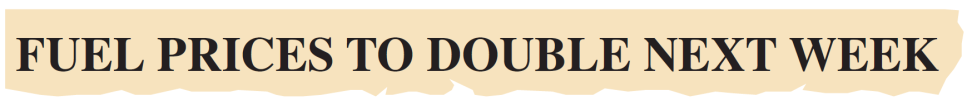 FUEL PRICES TO DOUBLE NEXT WEEK